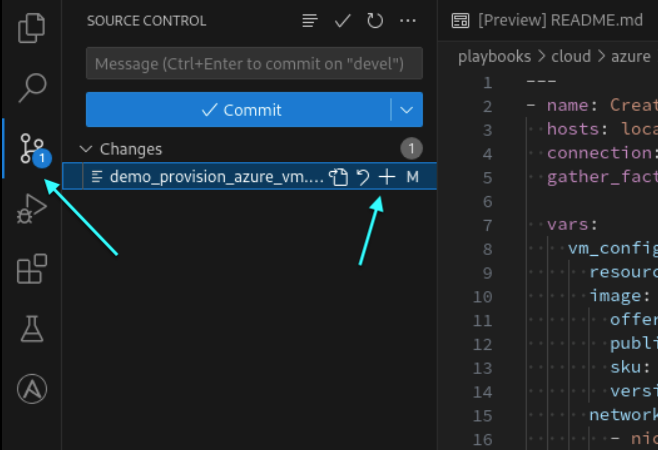 SOURCE CONTROL
Message (Ctrl+Enter to commit on "devel")
Commit
Changes 1
demo_provision_azure_vm.... M
1
[Preview] README.md
playbooks > cloud > azure
1 ---
2 - name: Creat
3 hosts: loca
4 connection:
5 gather_fact
6
7 vars:
8 vm_config
9 resourc
10 image:
11 offer
12 publi
13 sku:
14 versi
15 network
16 - nic